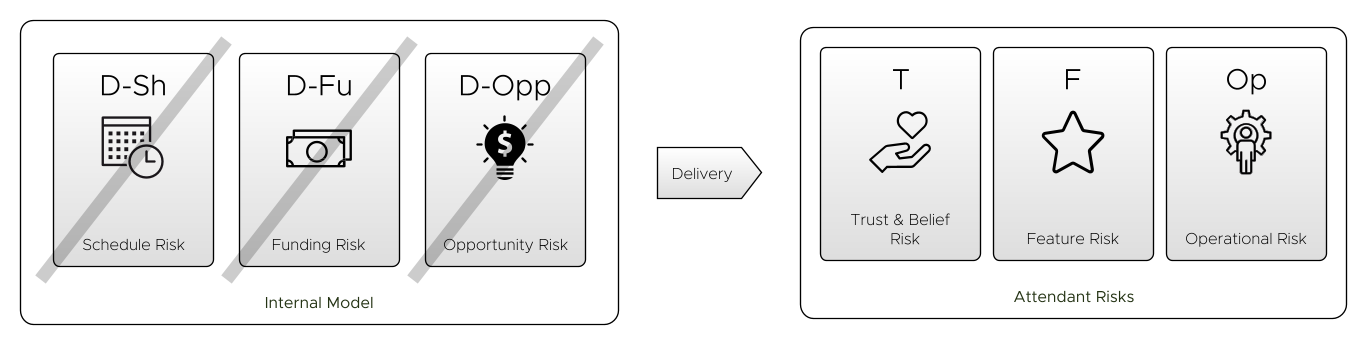 D-Sh
Schedule Risk
D-Fu
Funding Risk
D-Opp
$
Opportunity Risk
Internal Model
Delivery
T
Trust & Belief
Risk
F
Feature Risk
Op
Operational Risk
Attendant Risks